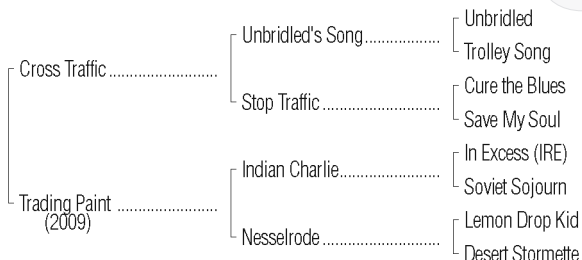 Unbridled
Unbridled's Song
Trolley Song
Cross Traffic
Cure the Blues
Stop Traffic
Save My Soul
In Excess (IRE)
Indian Charlie
Soviet Sojourn
Trading Paint
(2009)
Lemon Drop Kid
Nesselrode
Desert Stormette